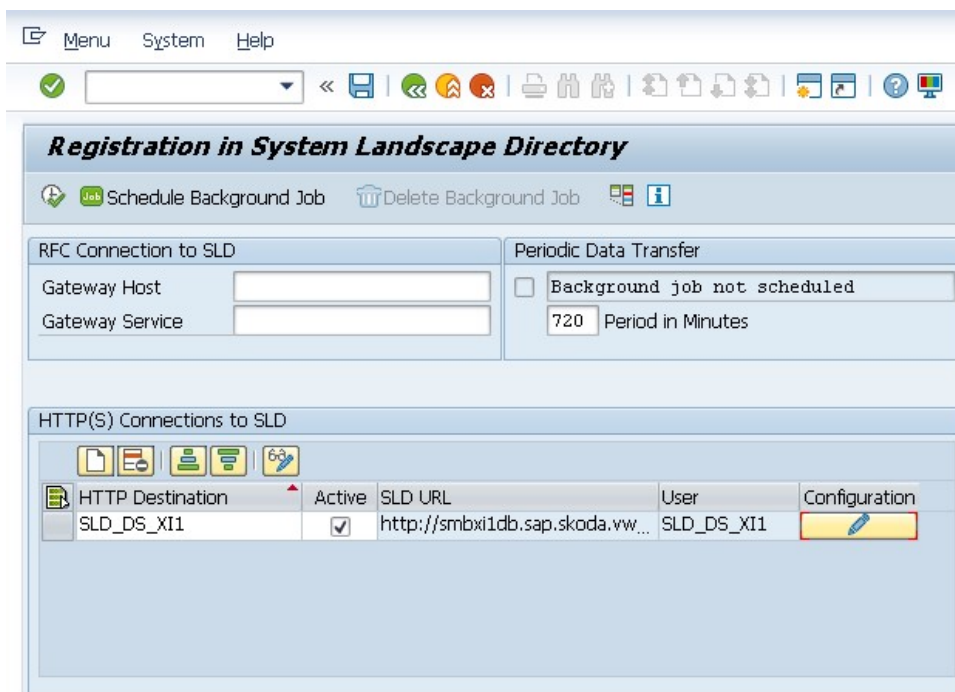 Menu System Help
Registration in System Landscape Directory
Job Schedule Background Job Delete Background Job
RFC Connection to SLD
Gateway Host
Gateway Service
Periodic Data Transfer
Background job not scheduled
720 Period in Minutes
HTTP(S) Connections to SLD
HTTP Destination Active SLD URL User Configuration
SLD_DS_XI1 http://smbxi1db.sap.skoda.vw... SLD_DS_XI1